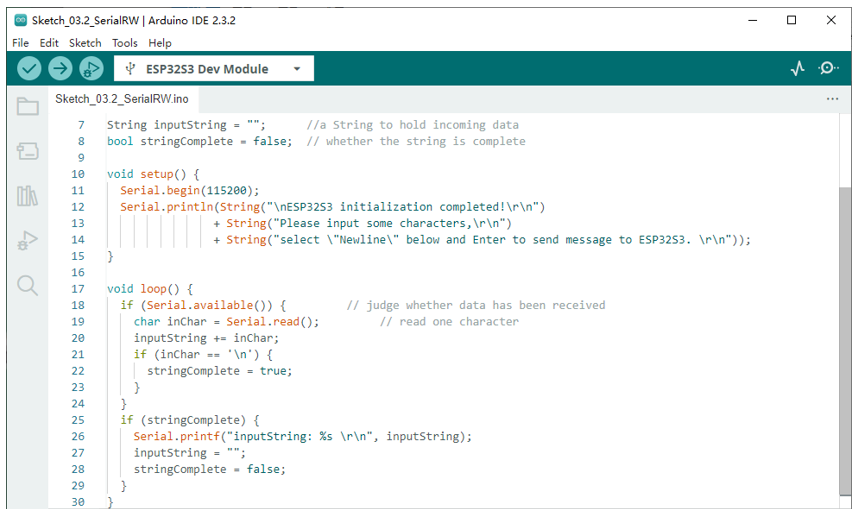 Sketch_03.2_SerialRW | Arduino IDE 2.3.2
File Edit Sketch Tools Help
ESP32S3 Dev Module
Sketch_03.2_SerialRW.ino
7 String inputString = ""; //a String to hold incoming data
8 bool stringComplete = false; // whether the string is complete
9
10 void setup() {
11 Serial.begin(115200);
12 Serial.println(String("\nESP32S3 initialization completed!\r\n")
13 + String("Please input some characters,\r\n")
14 + String("select \"Newline\" below and Enter to send message to ESP32S3. \r\n"));
15 }
16
17 void loop() {
18 if (Serial.available()) { // judge whether data has been received
19 char inChar = Serial.read(); // read one character
20 inputString += inChar;
21 if (inChar == '\n') {
22 stringComplete = true;
23 }
24 }
25 if (stringComplete) {
26 Serial.printf("inputString: %s \r\n", inputString);
27 inputString = "";
28 stringComplete = false;
29 }
30 }